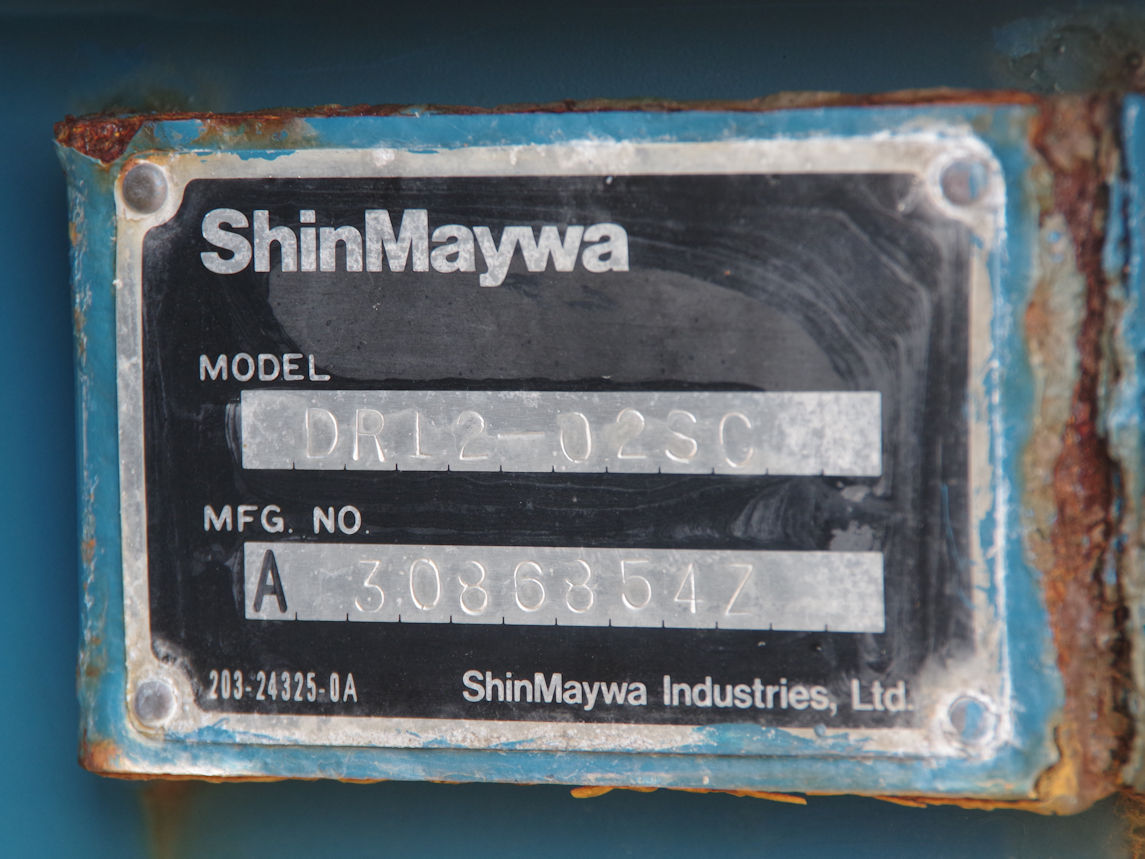 ShinMaywa
MODEL
DR12-02SC
MFG. NO.
A 3086854Z
203-24325-0A
ShinMaywa Industries, Ltd.